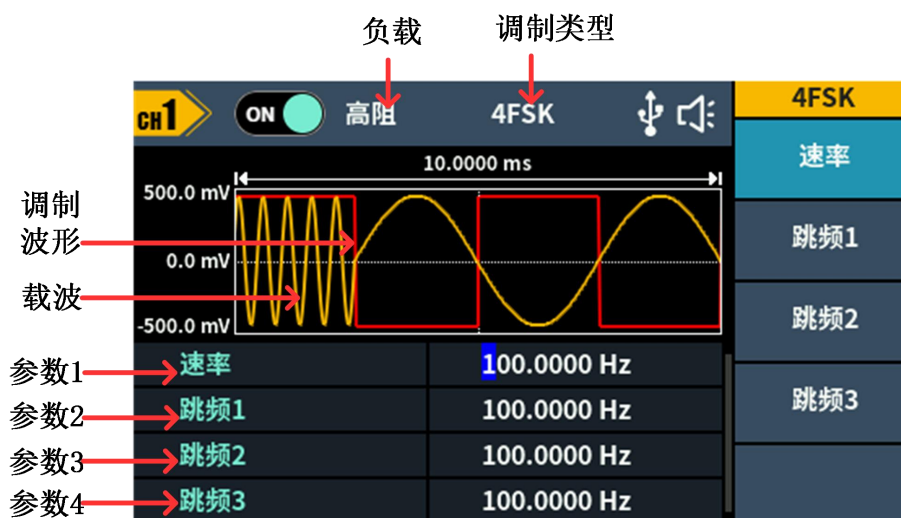 负载 调制类型
CH1 ON 高阻 4FSK 4FSK
10.0000 ms 速率
500.0 mV
调制
波形
跳频1
0.0 mV
载波
跳频2
-500.0 mV
参数1 速率 100.0000 Hz
跳频3
参数2 跳频1 100.0000 Hz
参数3 跳频2 100.0000 Hz
参数4 跳频3 100.0000 Hz